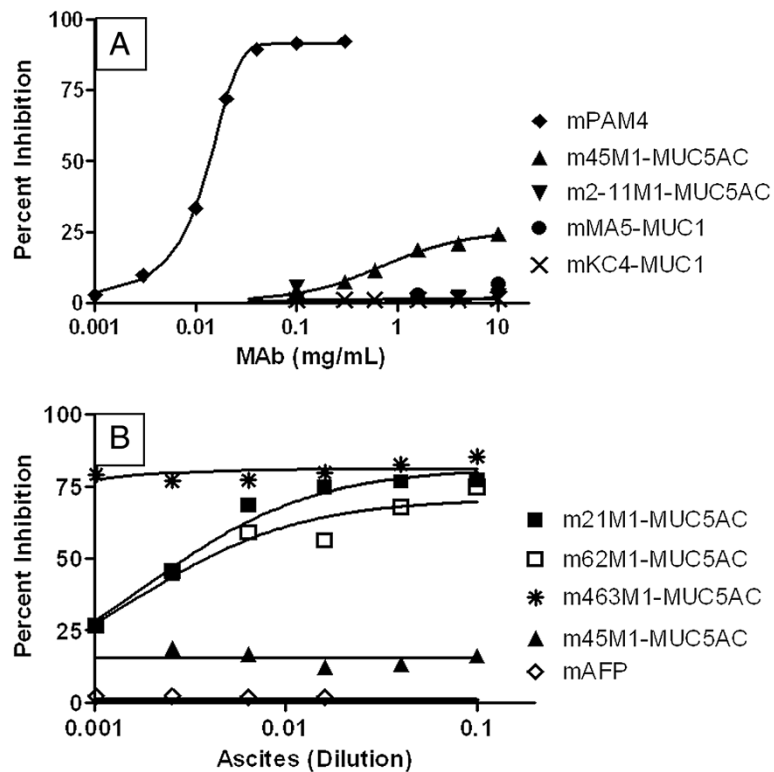 A
100
75
50
25
0
Percent Inhibition
0.001 0.01 0.1 1 10
MAb (mg/mL)
mPAM4
m45M1-MUC5AC
m2-11M1-MUC5AC
mMA5-MUC1
mKC4-MUC1
B
100
75
50
25
0
Percent Inhibition
0.001 0.01 0.1
Ascites (Dilution)
m21M1-MUC5AC
m62M1-MUC5AC
m463M1-MUC5AC
m45M1-MUC5AC
mAFP